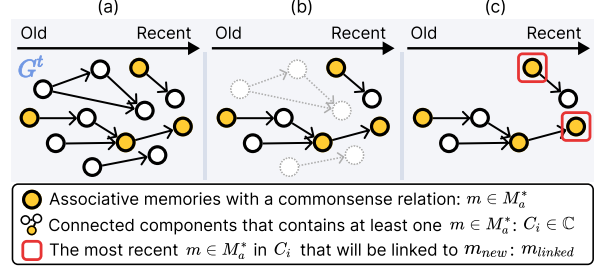 (a) (b) (c)
Old Recent Old Recent Old Recent
G^t
Associative memories with a commonsense relation: m ∈ M_a^*
Connected components that contains at least one m ∈ M_a^*: C_i ∈ ℂ
The most recent m ∈ M_a^* in C_i that will be linked to m_new: m_linked